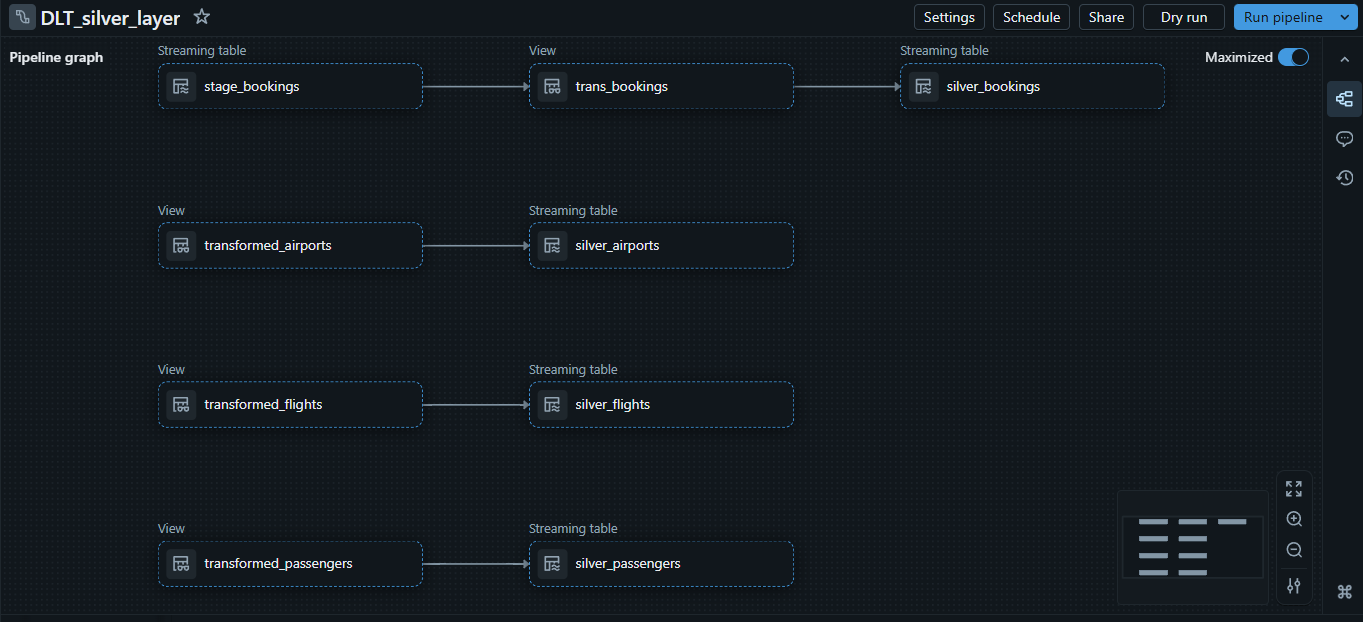 DLT_silver_layer
Settings
Schedule
Share
Dry run
Run pipeline
Pipeline graph
Maximized
Streaming table
View
Streaming table
stage_bookings
trans_bookings
silver_bookings
View
Streaming table
transformed_airports
silver_airports
View
Streaming table
transformed_flights
silver_flights
View
Streaming table
transformed_passengers
silver_passengers